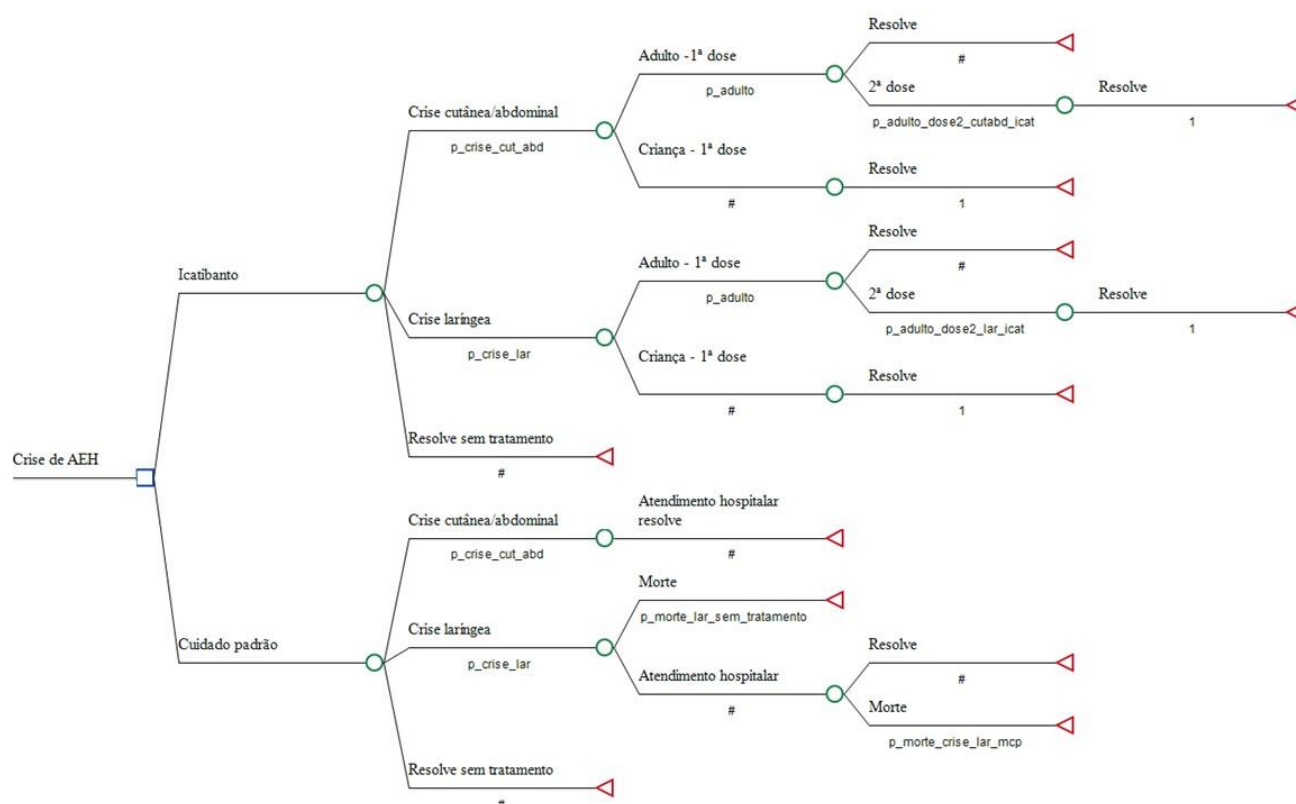 Resolve
#
Adulto -1ª dose
p_adulto
2ª dose
p_adulto_dose2_cutabd_icat
Resolve
1
Crise cutânea/abdominal
p_crise_cut_abd
Criança - 1ª dose
#
Resolve
1
Resolve
#
Adulto - 1ª dose
p_adulto
2ª dose
p_adulto_dose2_lar_icat
Resolve
1
Icatibanto
Crise laríngea
p_crise_lar
Criança - 1ª dose
#
Resolve
1
Resolve sem tratamento
#
Crise de AEH
Crise cutânea/abdominal
p_crise_cut_abd
Atendimento hospitalar
resolve
#
Morte
p_morte_lar_sem_tratamento
Cuidado padrão
Crise laríngea
p_crise_lar
Atendimento hospitalar
#
Resolve
#
Morte
p_morte_crise_lar_mcp
Resolve sem tratamento
#